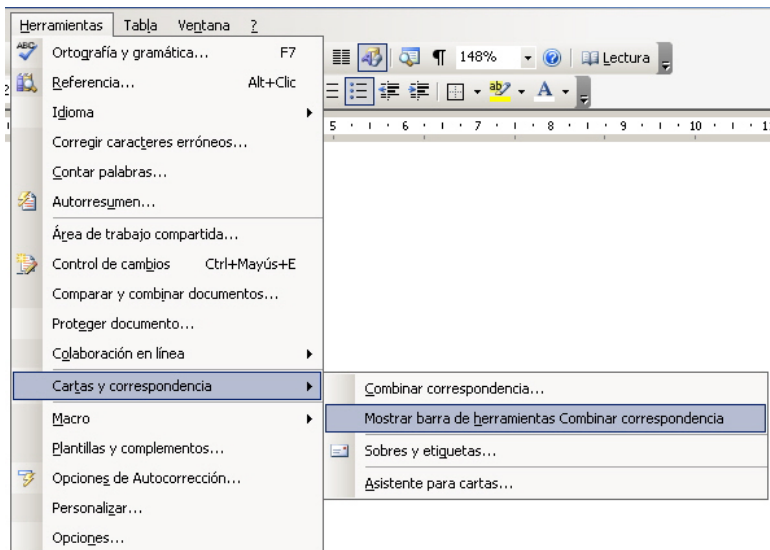 Herramientas Tabla Ventana ?
Ortografía y gramática... F7
148% Lectura
Referencia... Alt+Clic
Idioma
5 6 7 8 9 10
Corregir caracteres erróneos...
Contar palabras...
Autorresumen...
Área de trabajo compartida...
Control de cambios Ctrl+Mayús+E
Comparar y combinar documentos...
Proteger documento...
Colaboración en línea
Cartas y correspondencia
Combinar correspondencia...
Macro
Mostrar barra de herramientas Combinar correspondencia
Plantillas y complementos...
Sobres y etiquetas...
Opciones de Autocorrección...
Asistente para cartas...
Personalizar...
Opciones...